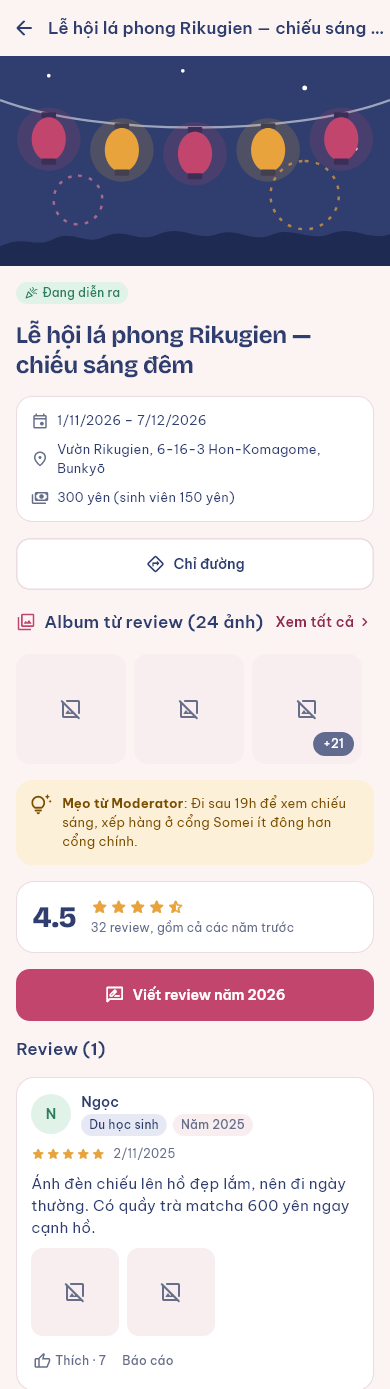 Lễ hội lá phong Rikugien — chiếu sáng ...
Đang diễn ra
Lễ hội lá phong Rikugien —
chiếu sáng đêm
1/11/2026 – 7/12/2026
Vườn Rikugien, 6-16-3 Hon-Komagome,
Bunkyō
300 yên (sinh viên 150 yên)
Chỉ đường
Album từ review (24 ảnh)
Xem tất cả
+21
Mẹo từ Moderator: Đi sau 19h để xem chiếu
sáng, xếp hàng ở cổng Somei ít đông hơn
cổng chính.
4.5
32 review, gồm cả các năm trước
Viết review năm 2026
Review (1)
N
Ngọc
Du học sinh
Năm 2025
2/11/2025
Ánh đèn chiếu lên hồ đẹp lắm, nên đi ngày
thường. Có quầy trà matcha 600 yên ngay
cạnh hồ.
Thích · 7
Báo cáo